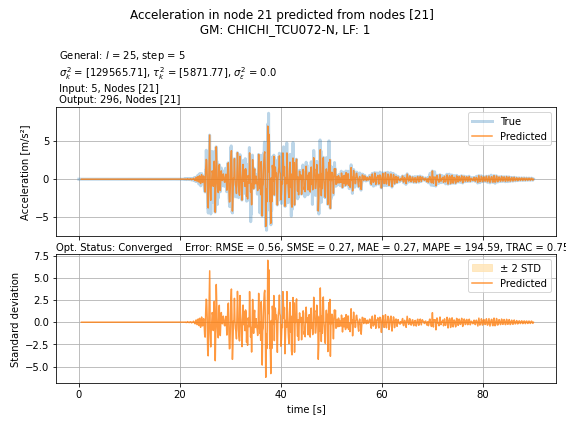 Acceleration in node 21 predicted from nodes [21]
GM: CHICHI_TCU072-N, LF: 1
General: l = 25, step = 5
σ²ₖ = [129565.71], τ²ₖ = [5871.77], σ²ε = 0.0
Input: 5, Nodes [21]
Output: 296, Nodes [21]
True
Predicted
5
0
−5
Acceleration [m/s²]
Opt. Status: Converged Error: RMSE = 0.56, SMSE = 0.27, MAE = 0.27, MAPE = 194.59, TRAC = 0.75
± 2 STD
Predicted
7.5
5.0
2.5
0.0
−2.5
−5.0
Standard deviation
0 20 40 60 80
time [s]